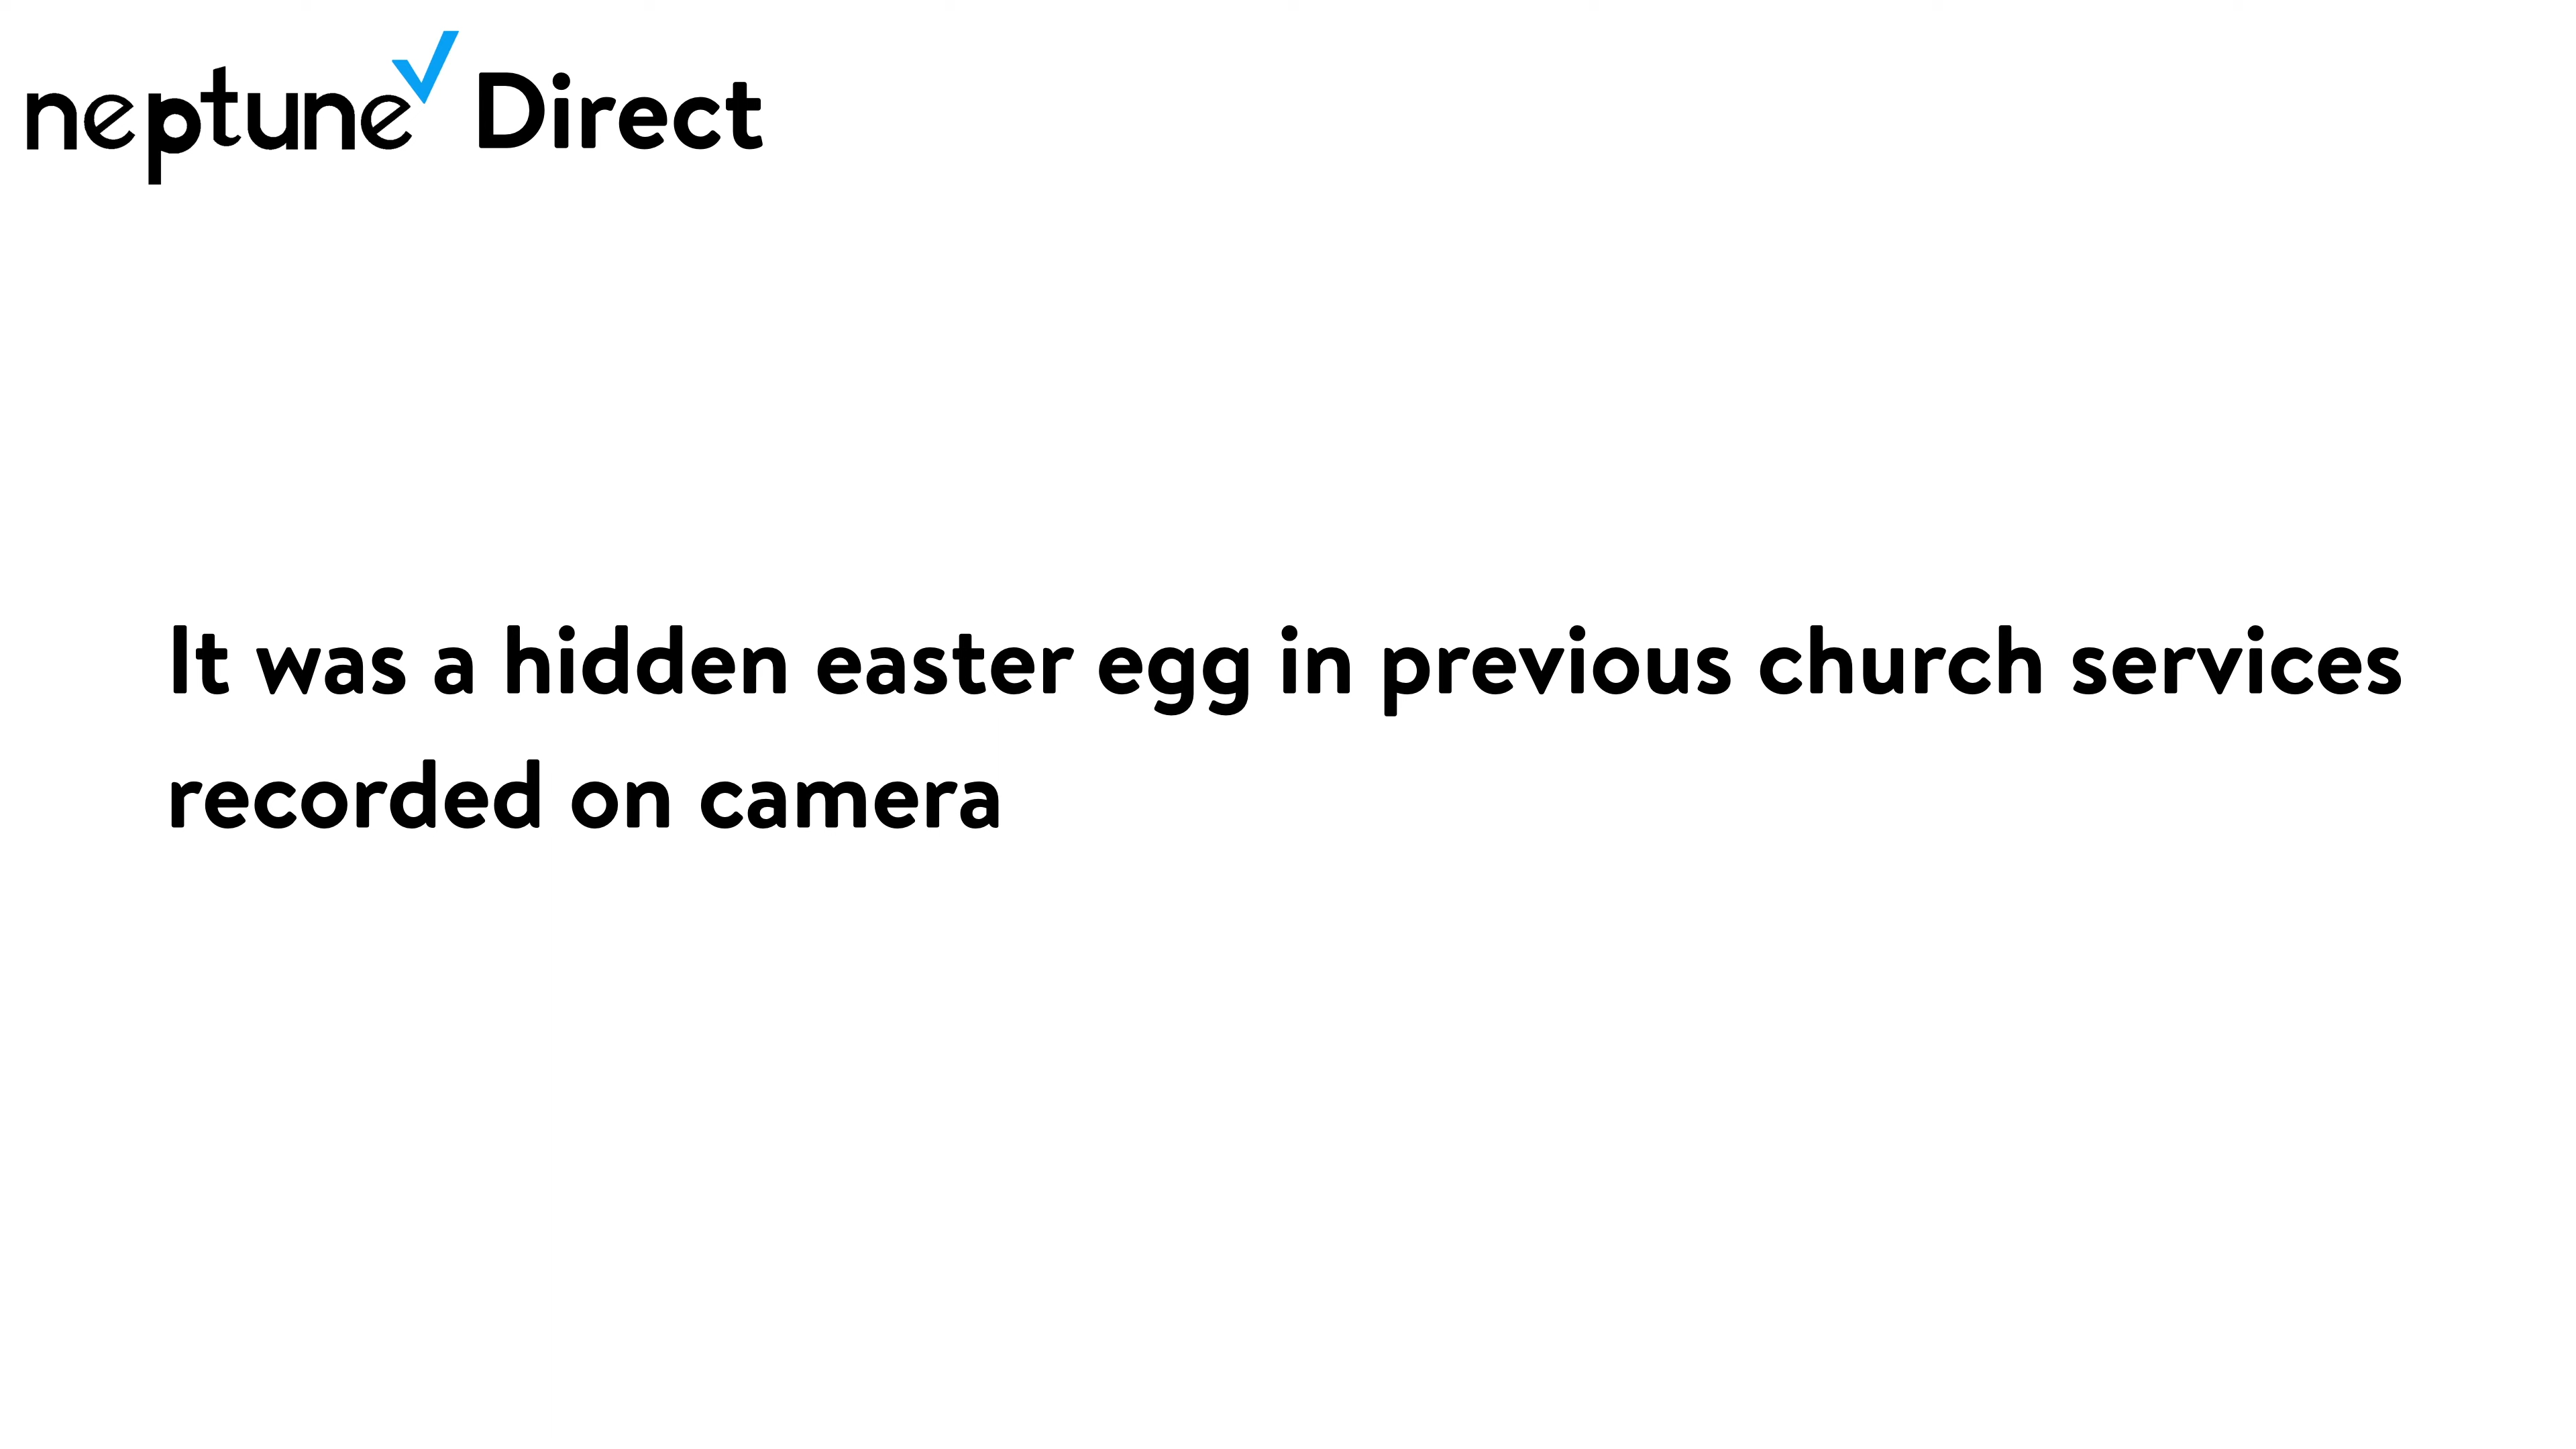 neptune Direct
It was a hidden easter egg in previous church services
recorded on camera